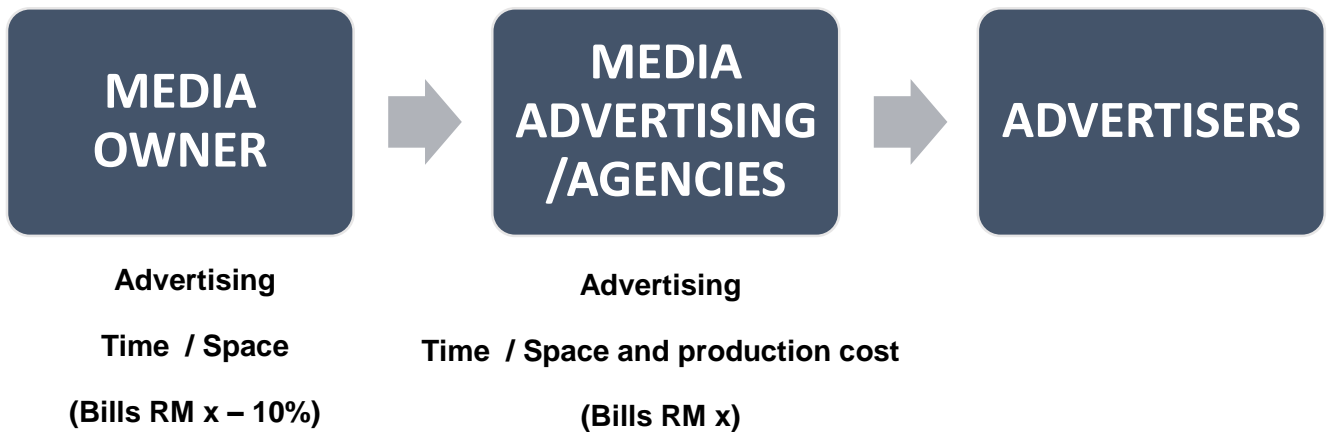 MEDIA
OWNER
MEDIA
ADVERTISING
/AGENCIES
ADVERTISERS
Advertising
Time / Space
(Bills RM x – 10%)
Advertising
Time / Space and production cost
(Bills RM x)